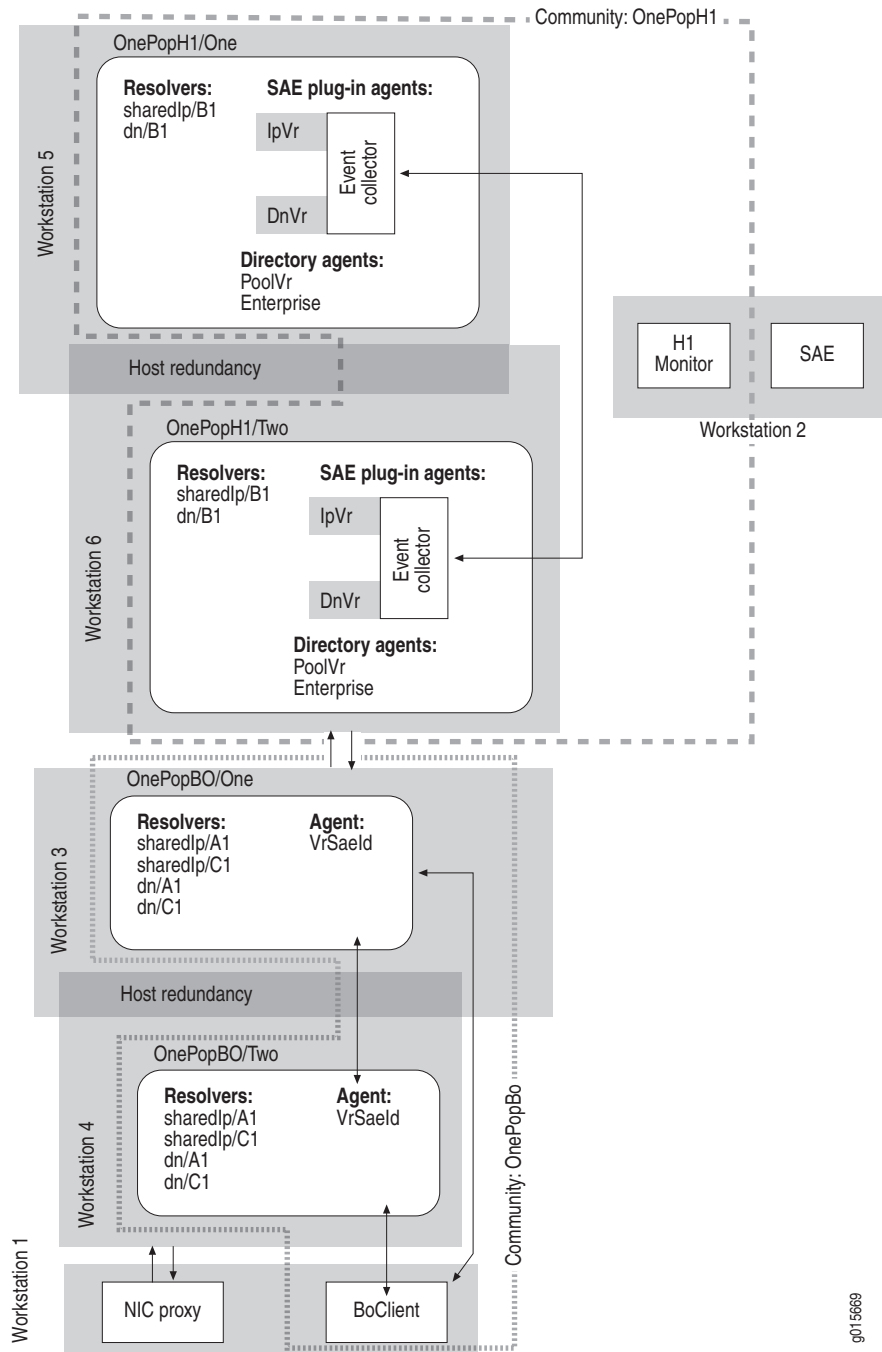 Community: OnePopH1
OnePopH1/One
Workstation 5
Resolvers:
sharedIp/B1
dn/B1
SAE plug-in agents:
IpVr
Event
collector
DnVr
Directory agents:
PoolVr
Enterprise
H1
Monitor
SAE
Workstation 2
Host redundancy
OnePopH1/Two
Workstation 6
Resolvers:
sharedIp/B1
dn/B1
SAE plug-in agents:
IpVr
Event
collector
DnVr
Directory agents:
PoolVr
Enterprise
OnePopBO/One
Workstation 3
Resolvers:
sharedIp/A1
sharedIp/C1
dn/A1
dn/C1
Agent:
VrSaeId
Host redundancy
OnePopBO/Two
Workstation 4
Resolvers:
sharedIp/A1
sharedIp/C1
dn/A1
dn/C1
Agent:
VrSaeId
Community: OnePopBo
Workstation 1
NIC proxy
BoClient
g015669